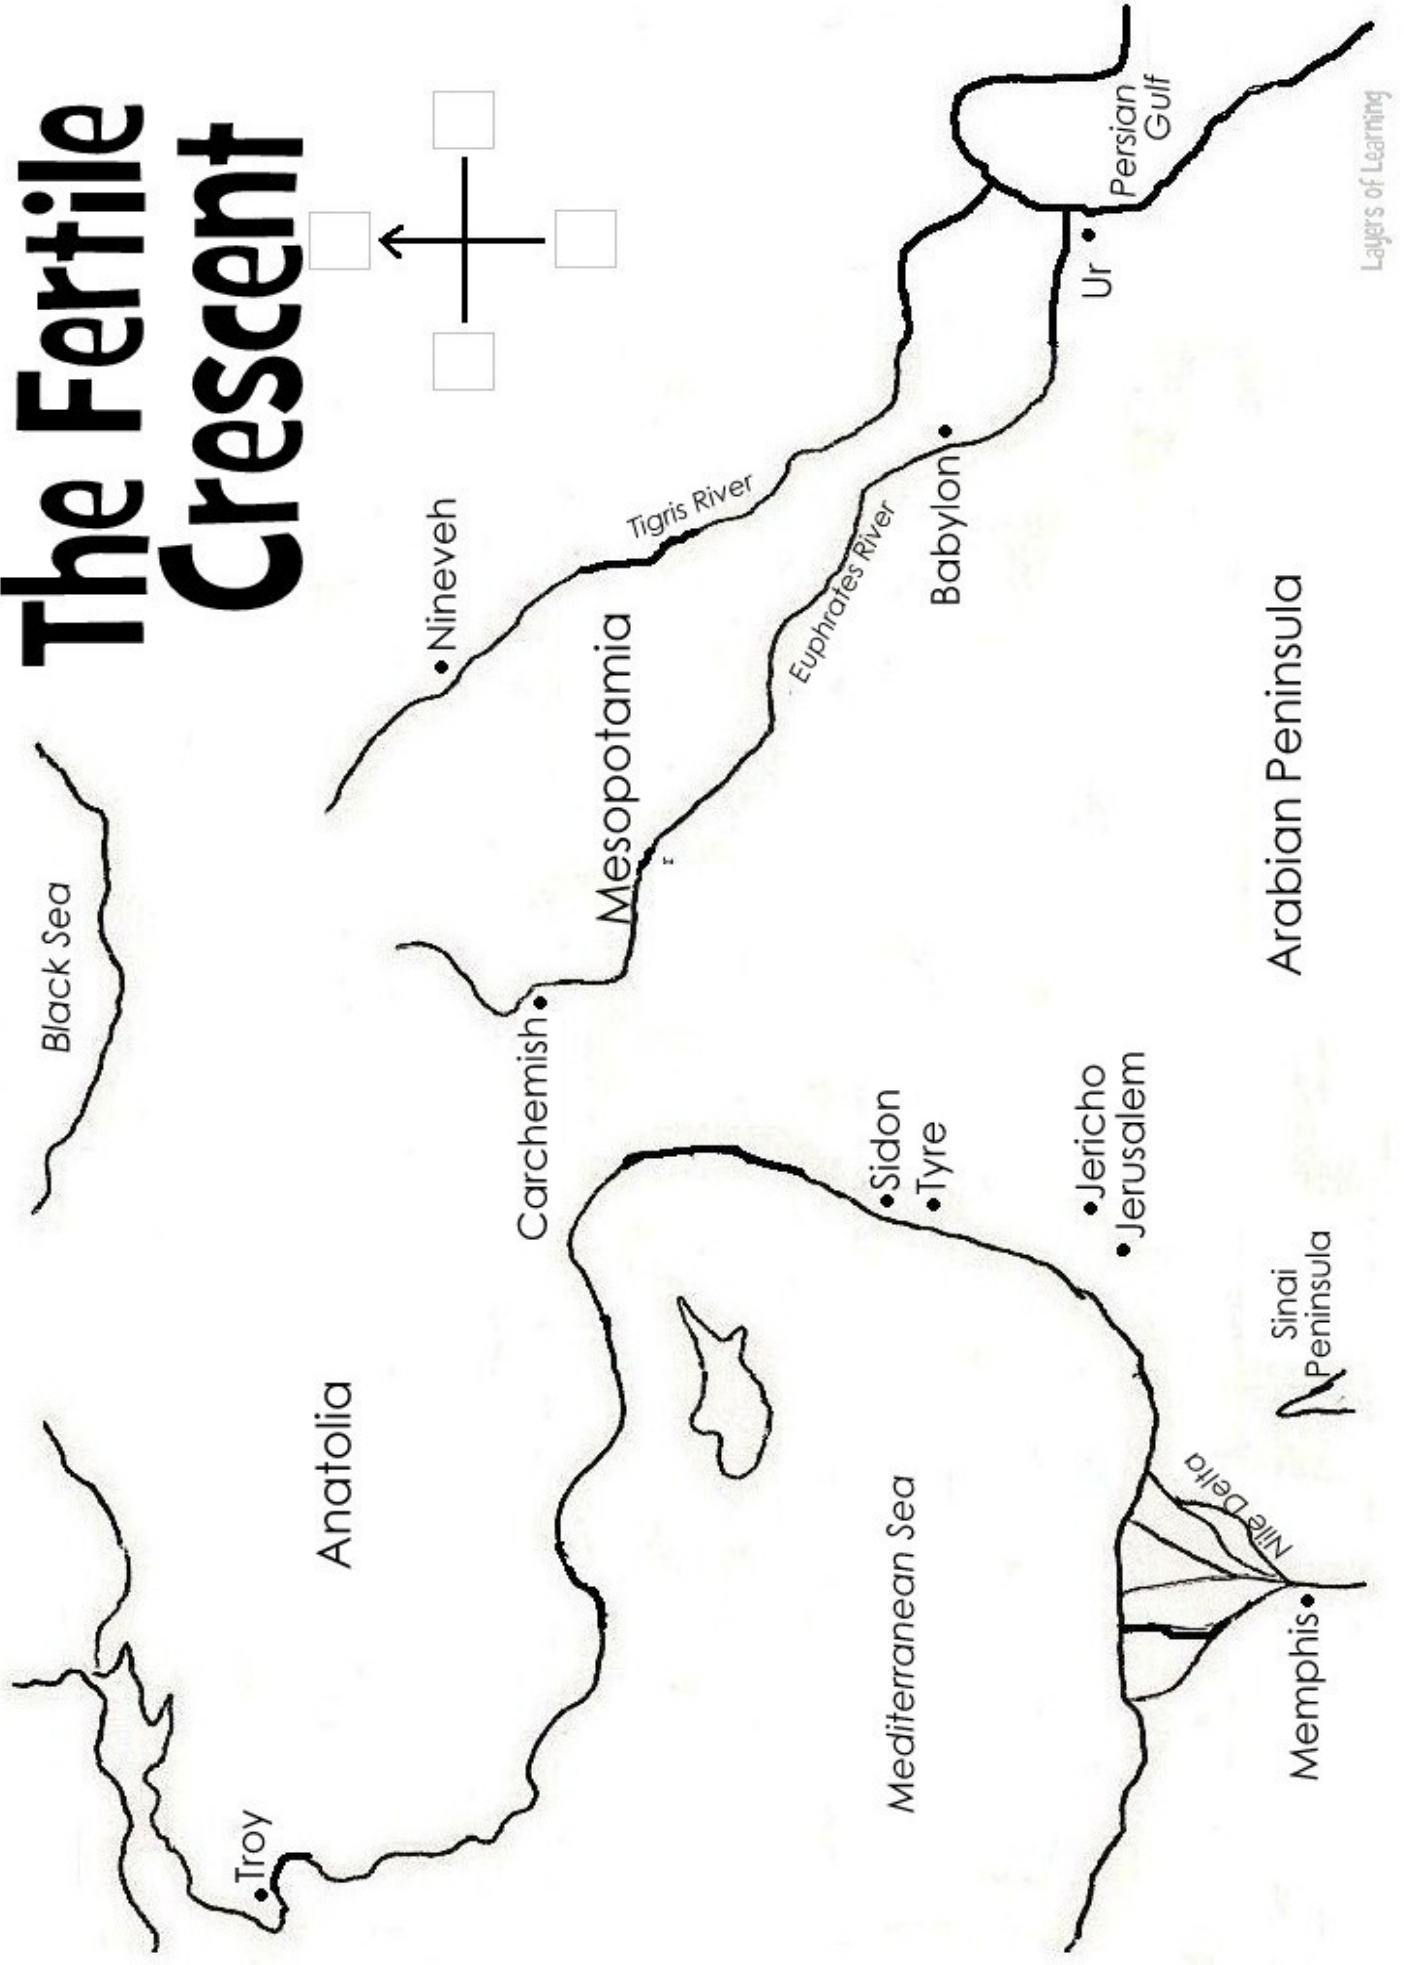 The Fertile
Crescent
Black Sea
Nineveh
Tigris River
Anatolia
Troy
Carchemish
Mesopotamia
Euphrates River
Babylon
Persian
Gulf
Ur
Sidon
Tyre
Mediterranean Sea
Jericho
Jerusalem
Nile Delta
Sinai
Peninsula
Memphis
Arabian Peninsula
Layers of Learning